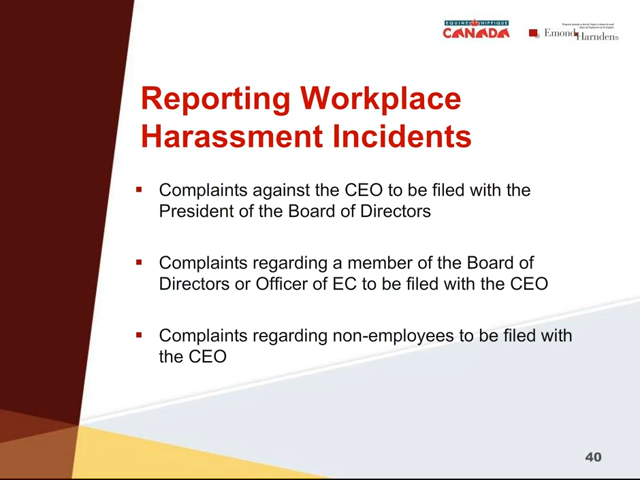 EQUINE HIPPIQUE
CANADA
Emond Harnden
Reporting Workplace
Harassment Incidents
▪ Complaints against the CEO to be filed with the
President of the Board of Directors
▪ Complaints regarding a member of the Board of
Directors or Officer of EC to be filed with the CEO
▪ Complaints regarding non-employees to be filed with
the CEO
40